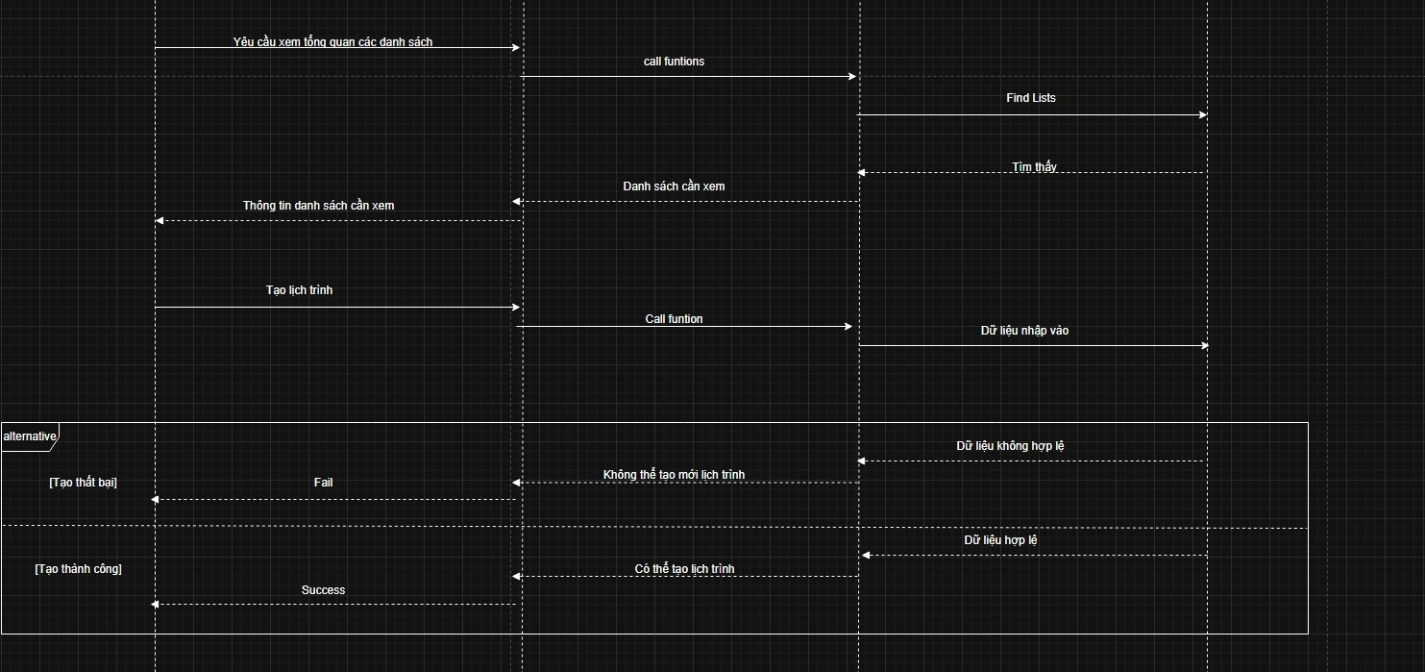 Yêu cầu xem tổng quan các danh sách
call funtions
Find Lists
Tìm thấy
Danh sách cần xem
Thông tin danh sách cần xem
Tạo lịch trình
Call funtion
Dữ liệu nhập vào
alternative
Dữ liệu không hợp lệ
Không thể tạo mới lịch trình
[Tạo thất bại]
Fail
Dữ liệu hợp lệ
Có thể tạo lịch trình
[Tạo thành công]
Success